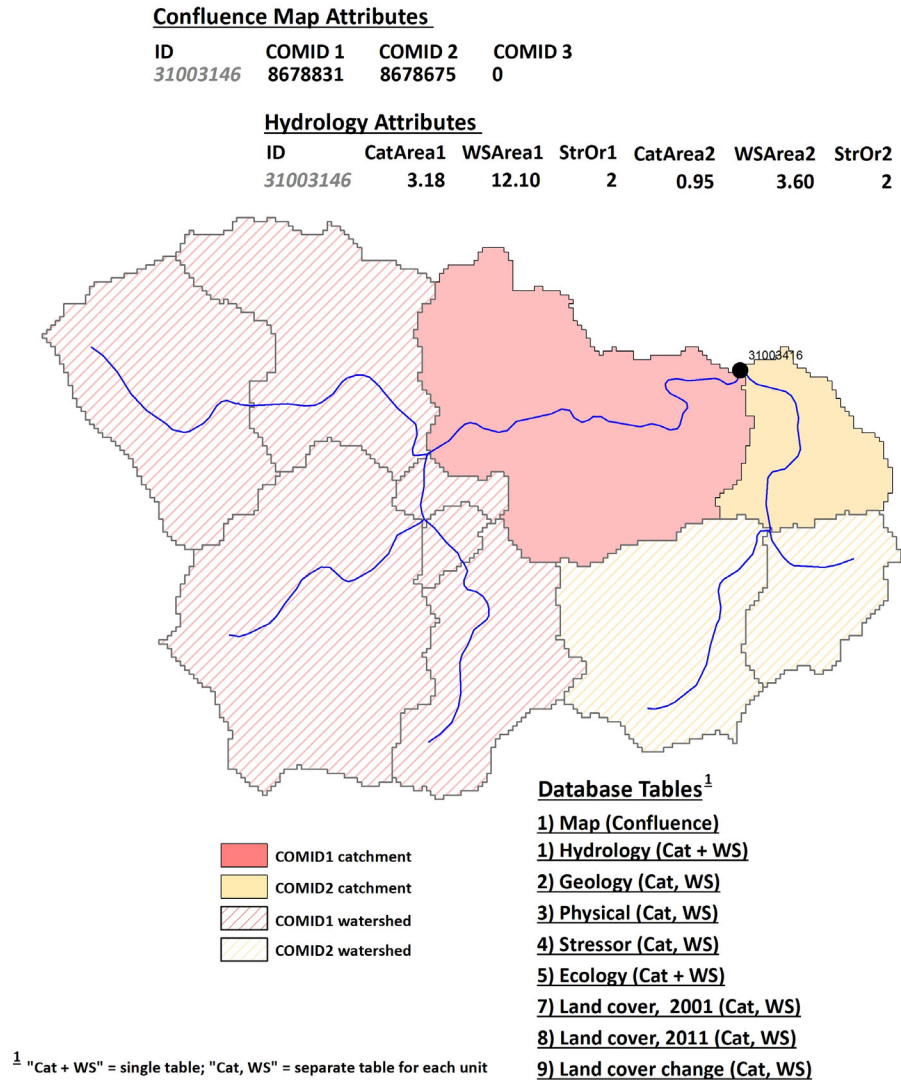 Confluence Map Attributes
ID COMID 1 COMID 2 COMID 3
31003146 8678831 8678675 0
Hydrology Attributes
ID CatArea1 WSArea1 StrOr1 CatArea2 WSArea2 StrOr2
31003146 3.18 12.10 2 0.95 3.60 2
31003416
Database Tables1
1) Map (Confluence)
1) Hydrology (Cat + WS)
2) Geology (Cat, WS)
3) Physical (Cat, WS)
4) Stressor (Cat, WS)
5) Ecology (Cat + WS)
7) Land cover, 2001 (Cat, WS)
8) Land cover, 2011 (Cat, WS)
9) Land cover change (Cat, WS)
COMID1 catchment
COMID2 catchment
COMID1 watershed
COMID2 watershed
1 "Cat + WS" = single table; "Cat, WS" = separate table for each unit